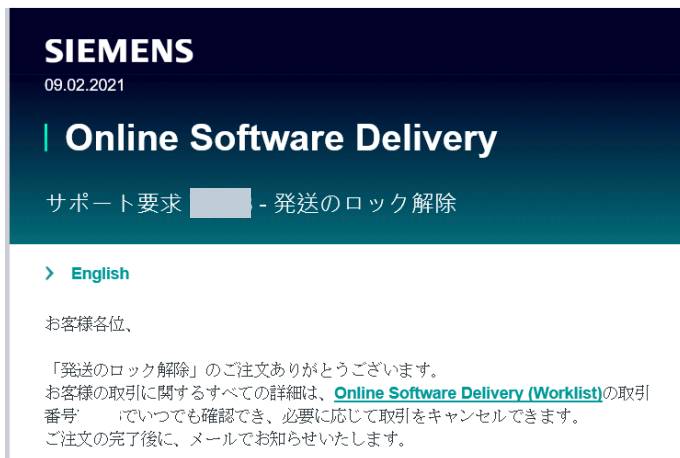 SIEMENS
09.02.2021
Online Software Delivery
サポート要求 - 発送のロック解除
English
お客様各位、
「発送のロック解除」のご注文ありがとうございます。
お客様の取引に関するすべての詳細は、Online Software Delivery (Worklist)の取引
番号 でいつでも確認でき、必要に応じて取引をキャンセルできます。
ご注文の完了後に、メールでお知らせいたします。